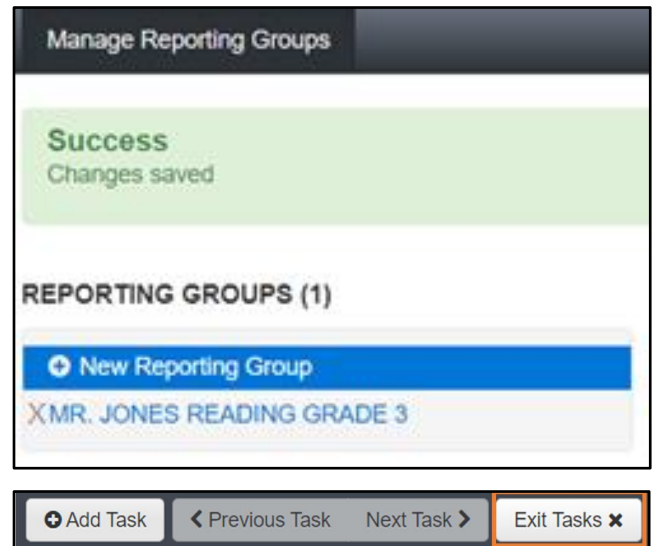 Manage Reporting Groups
Success
Changes saved
REPORTING GROUPS (1)
New Reporting Group
X MR. JONES READING GRADE 3
Add Task Previous Task Next Task Exit Tasks